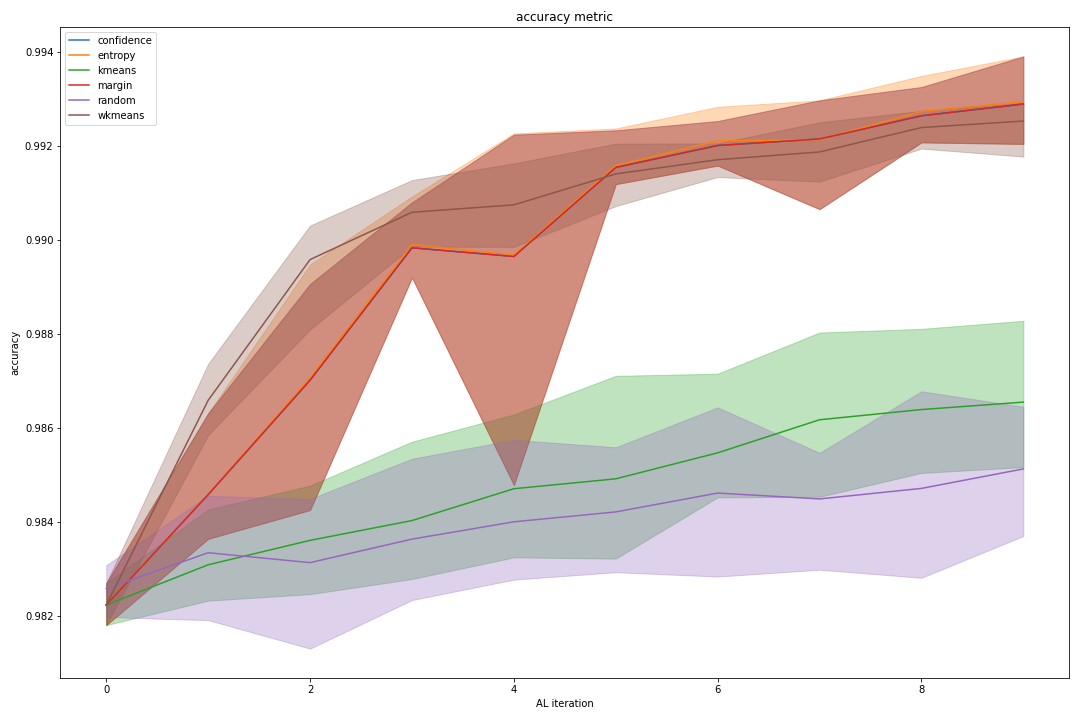 accuracy metric
confidence
entropy
kmeans
margin
random
wkmeans
0.994
0.992
0.990
0.988
0.986
0.984
0.982
accuracy
0 2 4 6 8
AL iteration